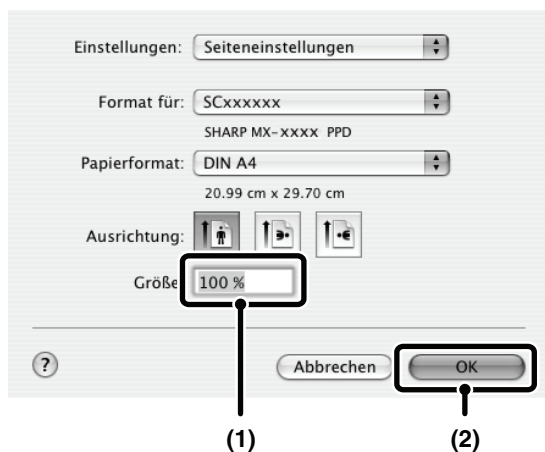 Einstellungen: Seiteneinstellungen
Format für: SCxxxxxx
SHARP MX-xxxx PPD
Papierformat: DIN A4
20.99 cm x 29.70 cm
Ausrichtung:
Größe 100 %
? Abbrechen OK
(1) (2)